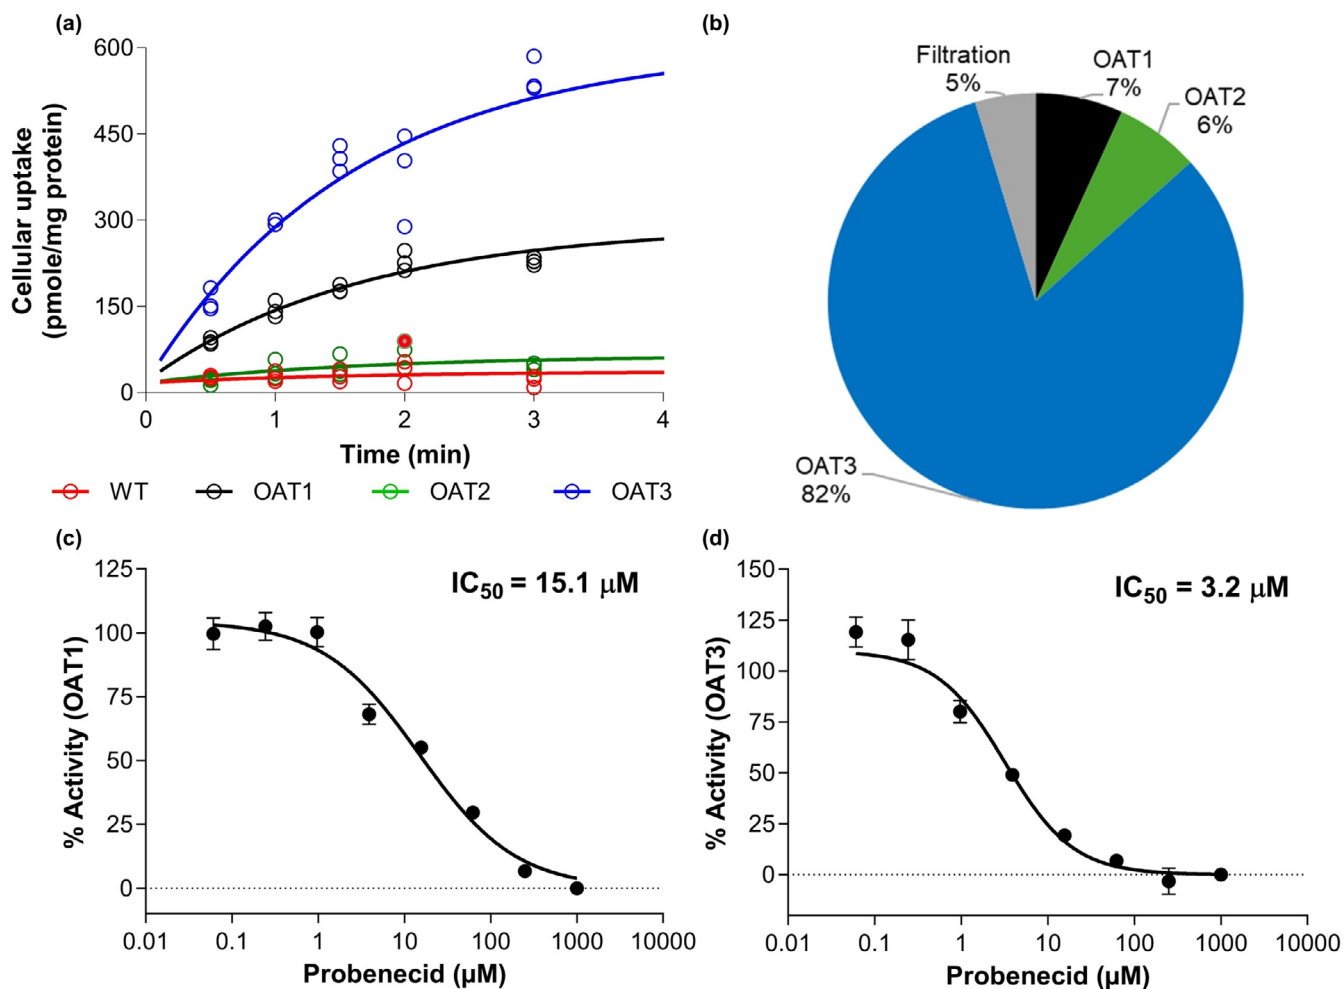 (a)
Cellular uptake
(pmole/mg protein)
600
450
300
150
0
0 1 2 3 4
Time (min)
WT OAT1 OAT2 OAT3
(b)
Filtration
5%
OAT1
7%
OAT2
6%
OAT3
82%
(c)
IC50 = 15.1 μM
% Activity (OAT1)
125
100
75
50
25
0
0.01 0.1 1 10 100 1000 10000
Probenecid (μM)
(d)
IC50 = 3.2 μM
% Activity (OAT3)
150
125
100
75
50
25
0
0.01 0.1 1 10 100 1000 10000
Probenecid (μM)